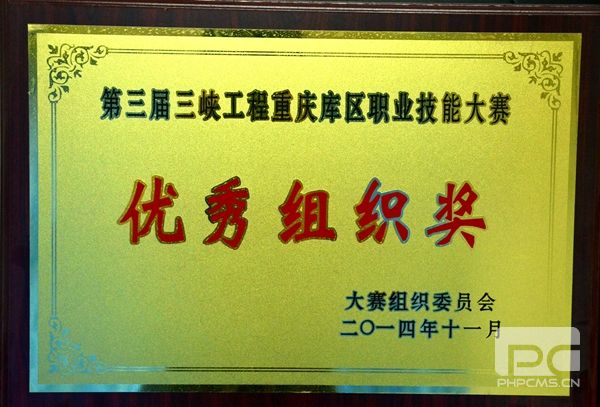 第三届三峡工程重庆库区职业技能大赛
优秀组织奖
大赛组织委员会
二〇一四年十一月
PC
PHPCMS.CN